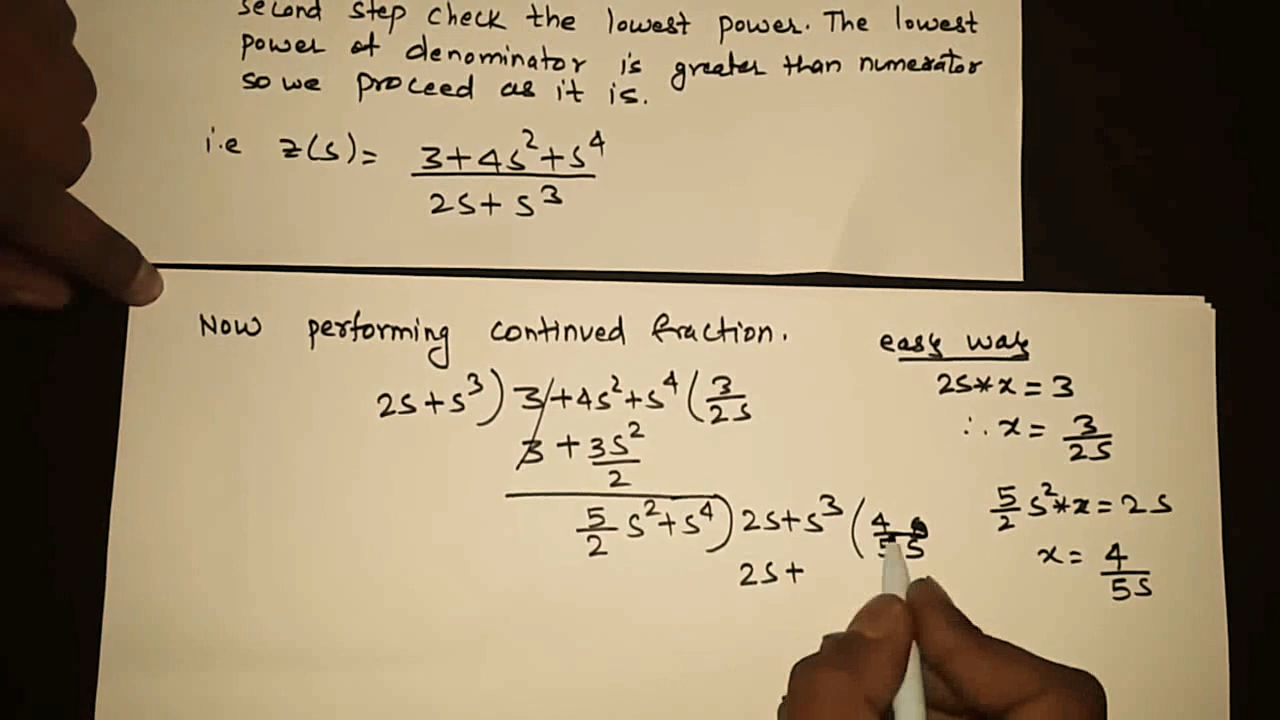 second step check the lowest power. The lowest
power of denominator is greater than numerator
so we proceed as it is.
i.e z(s) = (3+4s²+s⁴)/(2s+s³)
Now performing continued fraction.
easy way
2s+s³)3+4s²+s⁴(3/2s
2s*x=3
3+3s²/2
∴x=3/2s
5/2 s²+s⁴)2s+s³(4/5s
5/2 s²*x=2s
2s+
x=4/5s